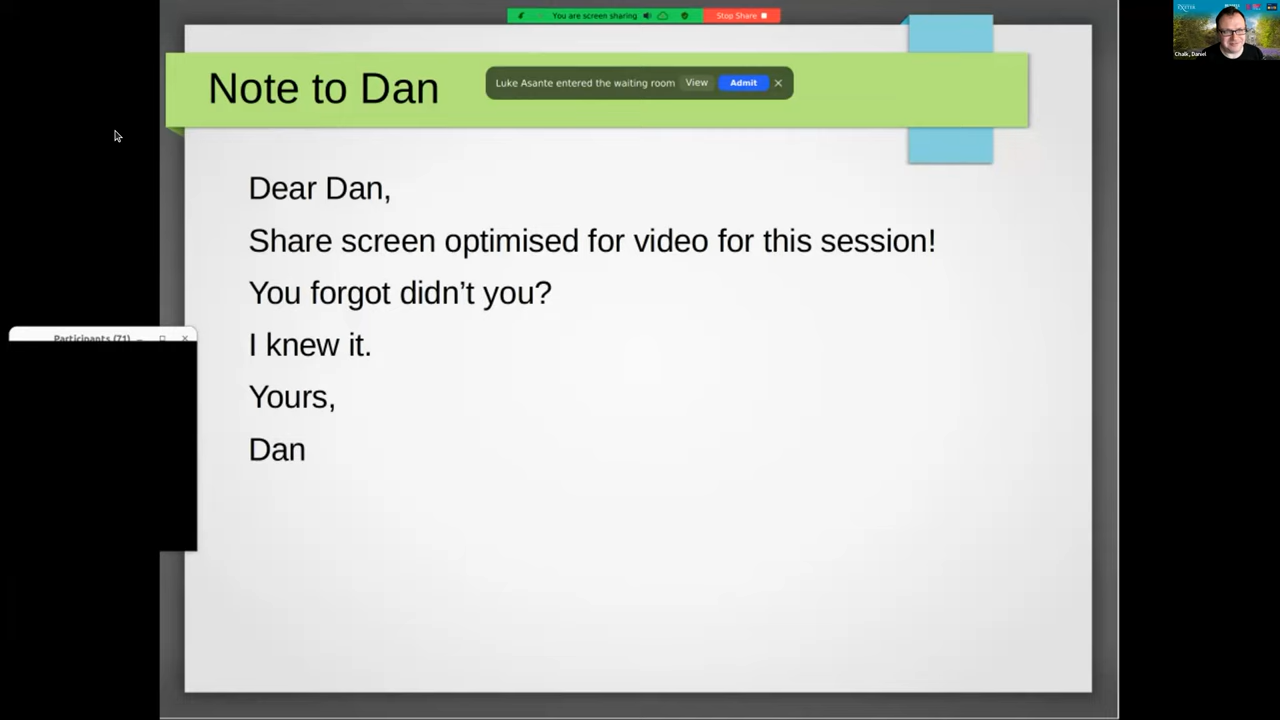 You are screen sharing
Stop Share
Chalk, Daniel
Note to Dan
Luke Asante entered the waiting room View Admit
Dear Dan,
Share screen optimised for video for this session!
You forgot didn’t you?
I knew it.
Participants (71)
Yours,
Dan